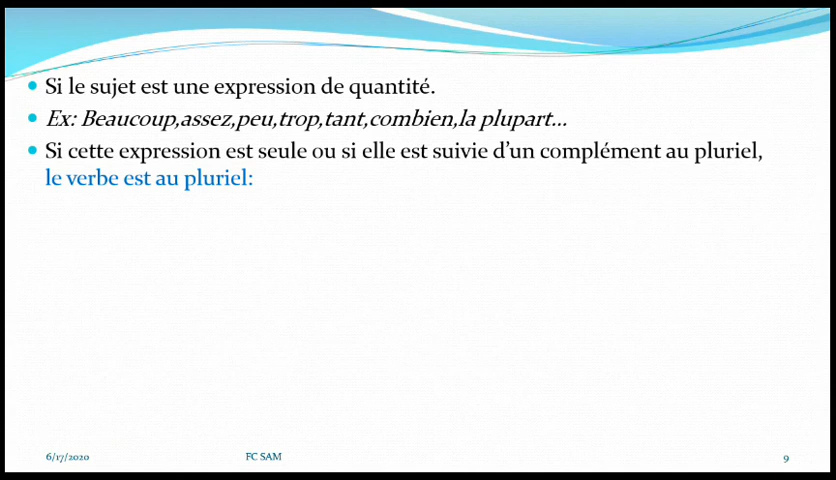 Si le sujet est une expression de quantité.
Ex: Beaucoup,assez,peu,trop,tant,combien,la plupart...
Si cette expression est seule ou si elle est suivie d'un complément au pluriel,
le verbe est au pluriel:
6/17/2020 FC SAM 9